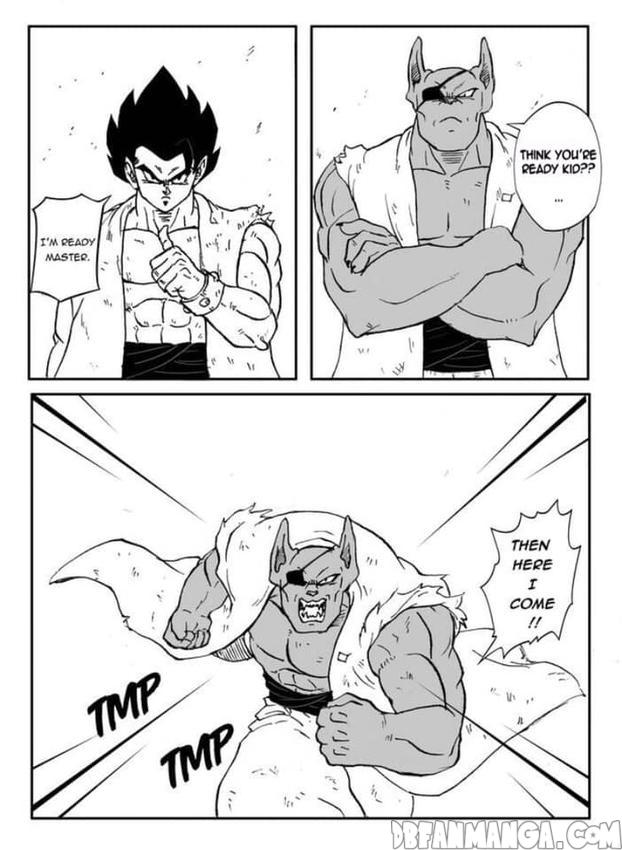 I'M READY
MASTER.
THINK YOU'RE
READY KID??
...
THEN
HERE
I
COME
!!
TMP
TMP
DBFANMANGA.COM